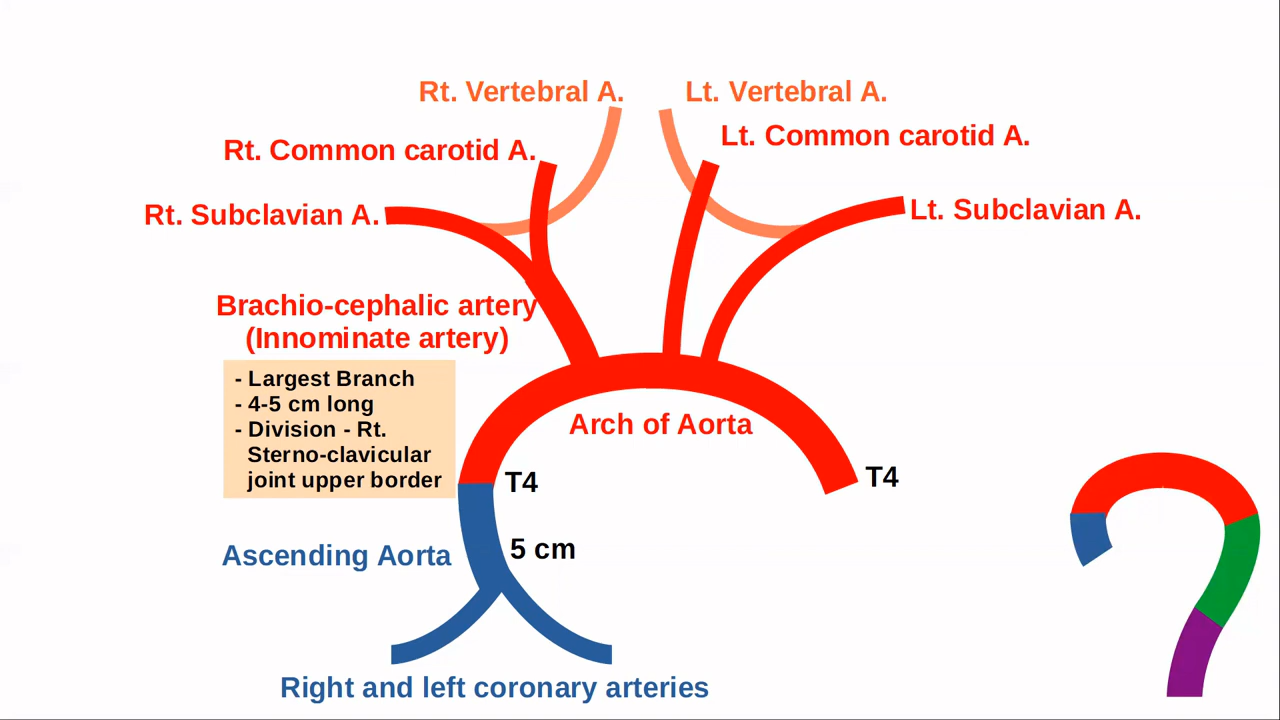 Rt. Vertebral A.
Lt. Vertebral A.
Rt. Common carotid A.
Lt. Common carotid A.
Rt. Subclavian A.
Lt. Subclavian A.
Brachio-cephalic artery
(Innominate artery)
- Largest Branch
- 4-5 cm long
- Division - Rt.
Sterno-clavicular
joint upper border
Arch of Aorta
T4
T4
Ascending Aorta
5 cm
Right and left coronary arteries